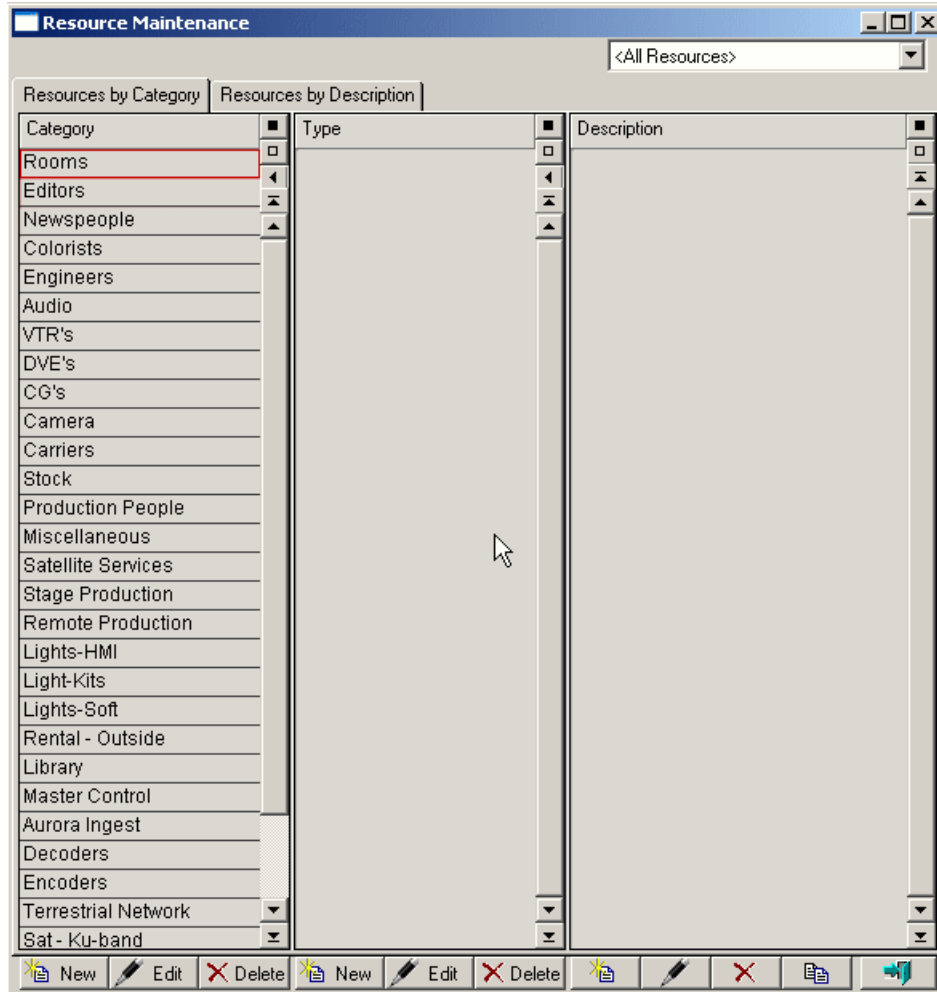 Resource Maintenance
<All Resources>
Resources by Category Resources by Description
Category Type Description
Rooms
Editors
Newspeople
Colorists
Engineers
Audio
VTR's
DVE's
CG's
Camera
Carriers
Stock
Production People
Miscellaneous
Satellite Services
Stage Production
Remote Production
Lights-HMI
Light-Kits
Lights-Soft
Rental - Outside
Library
Master Control
Aurora Ingest
Decoders
Encoders
Terrestrial Network
Sat - Ku-band
New Edit Delete New Edit Delete